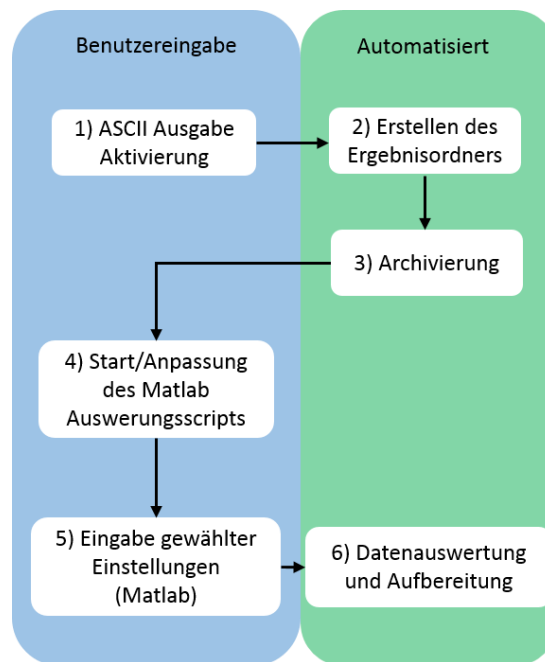 Benutzereingabe
Automatisiert
1) ASCII Ausgabe
Aktivierung
2) Erstellen des
Ergebnisordners
3) Archivierung
4) Start/Anpassung
des Matlab
Auswerungsscripts
5) Eingabe gewählter
Einstellungen
(Matlab)
6) Datenauswertung
und Aufbereitung